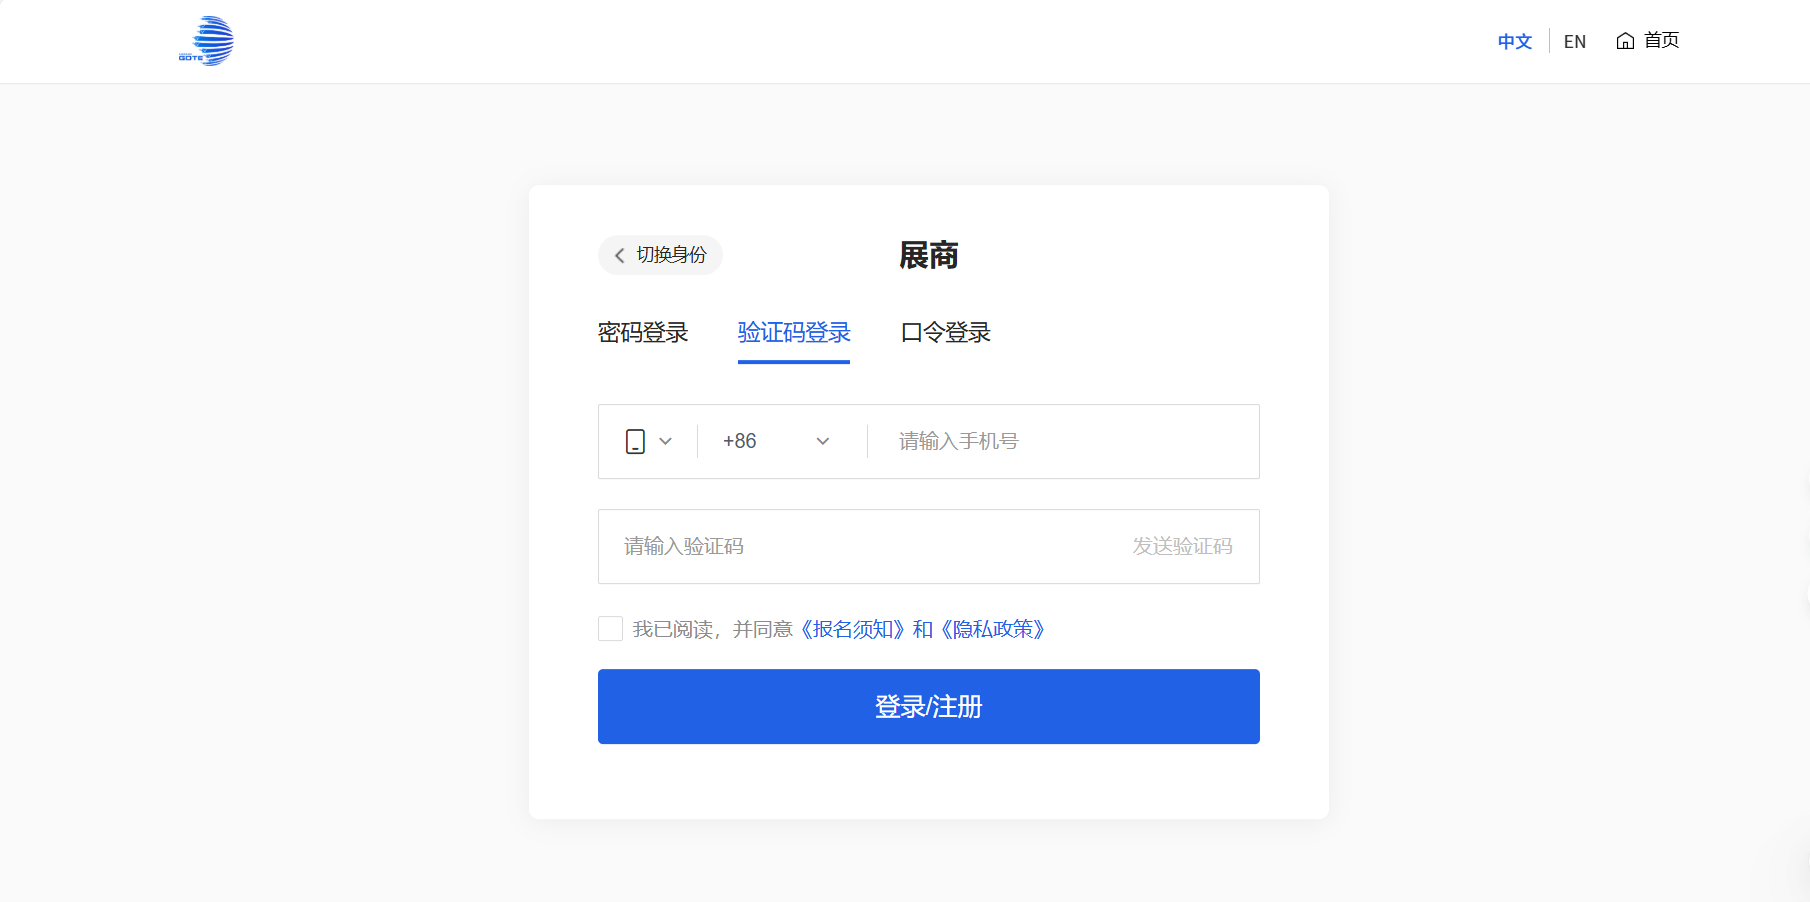 GDTE
中文 EN 首页
切换身份 展商
密码登录 验证码登录 口令登录
+86 请输入手机号
请输入验证码 发送验证码
我已阅读，并同意《报名须知》和《隐私政策》
登录/注册